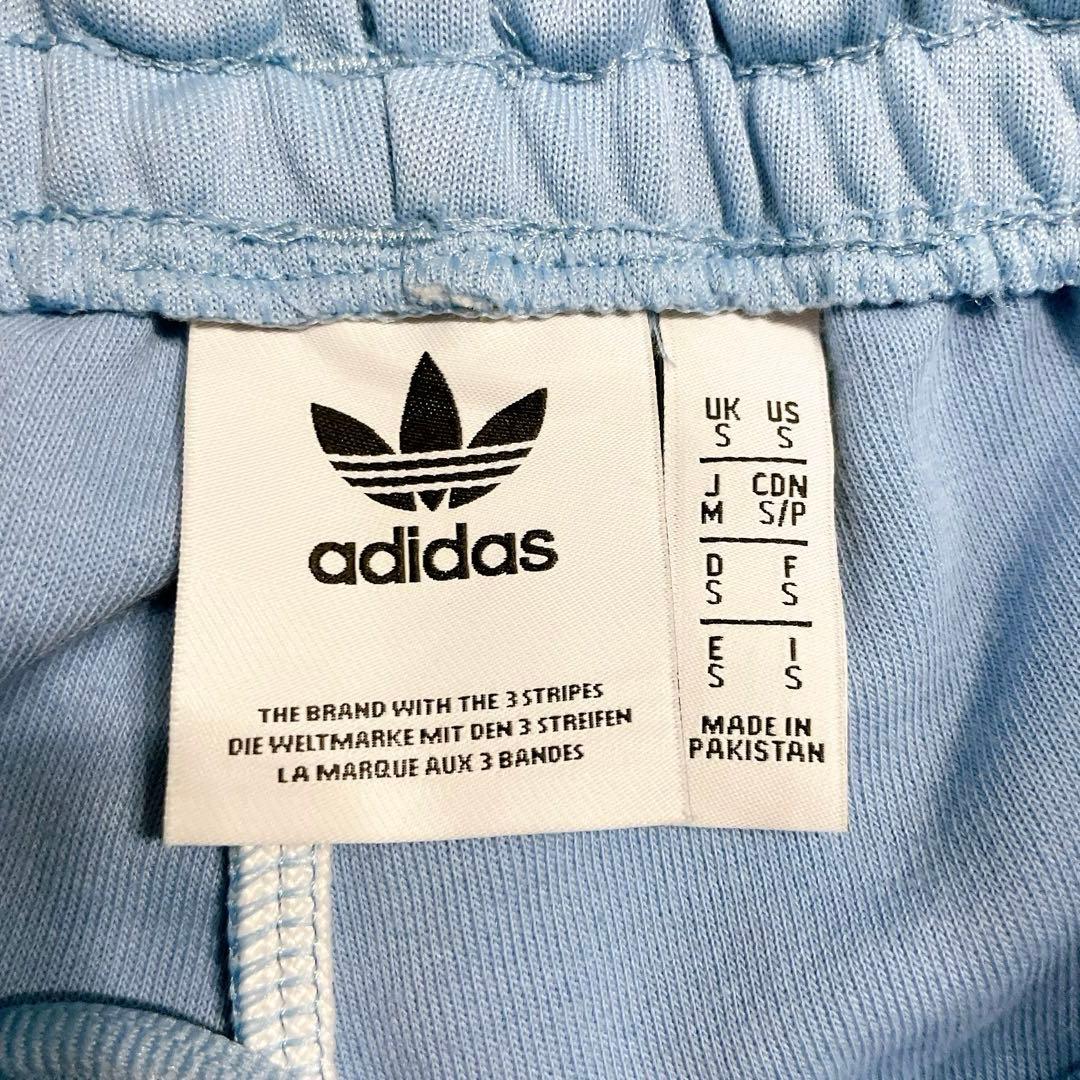 adidas
THE BRAND WITH THE 3 STRIPES
DIE WELTMARKE MIT DEN 3 STREIFEN
LA MARQUE AUX 3 BANDES
UK US
S S
J CDN
M S/P
D F
S S
E I
S S
MADE IN
PAKISTAN